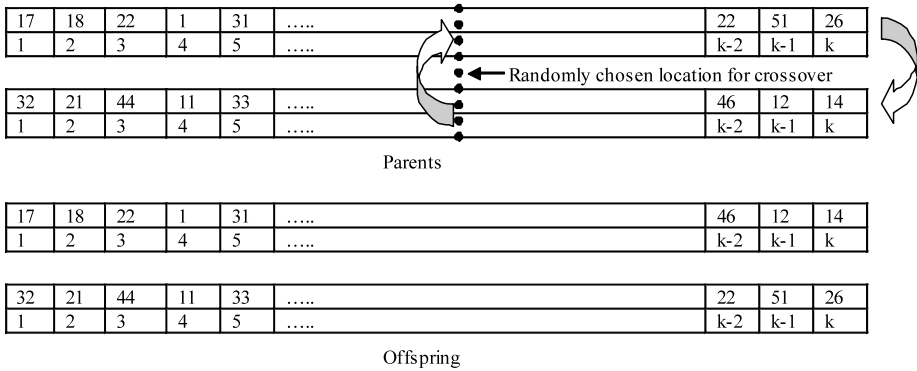 17 18 22 1 31 ..... 22 51 26
1 2 3 4 5 ..... k-2 k-1 k
Randomly chosen location for crossover
32 21 44 11 33 ..... 46 12 14
1 2 3 4 5 ..... k-2 k-1 k
Parents
17 18 22 1 31 ..... 46 12 14
1 2 3 4 5 ..... k-2 k-1 k
32 21 44 11 33 ..... 22 51 26
1 2 3 4 5 ..... k-2 k-1 k
Offspring